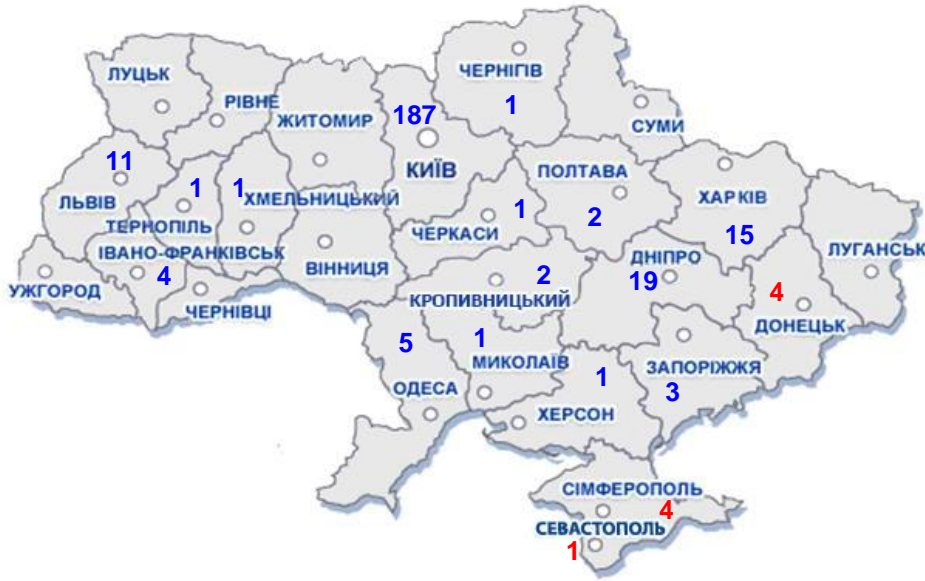 ЧЕРНІГІВ
1
ЛУЦЬК
РІВНЕ
ЖИТОМИР
187
КИЇВ
СУМИ
11
ЛЬВІВ
1
ТЕРНОПІЛЬ
1
ХМЕЛЬНИЦЬКИЙ
ПОЛТАВА
2
ХАРКІВ
15
1
ЧЕРКАСИ
ІВАНО-ФРАНКІВСЬК
4
ВІННИЦЯ
ДНІПРО
19
ЛУГАНСЬК
УЖГОРОД
ЧЕРНІВЦІ
2
КРОПИВНИЦЬКИЙ
4
ДОНЕЦЬК
5
ОДЕСА
1
МИКОЛАЇВ
1
ХЕРСОН
ЗАПОРІЖЖЯ
3
СІМФЕРОПОЛЬ
4
СЕВАСТОПОЛЬ
1